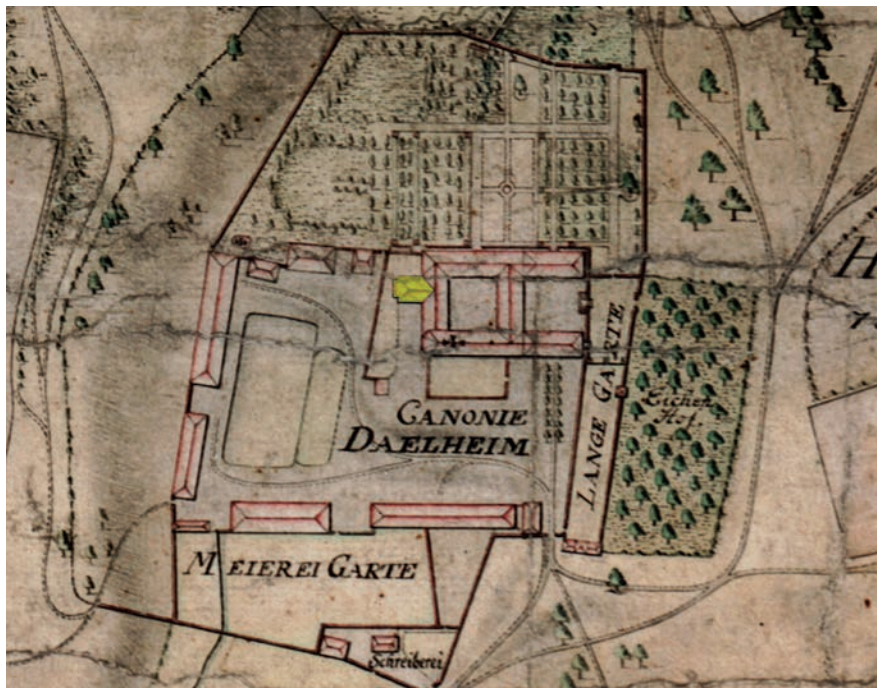 H
CANONIE
DAELHEIM
LANGE GARTE
Eichen
Hof.
MEIEREI GARTE
Schreiberei